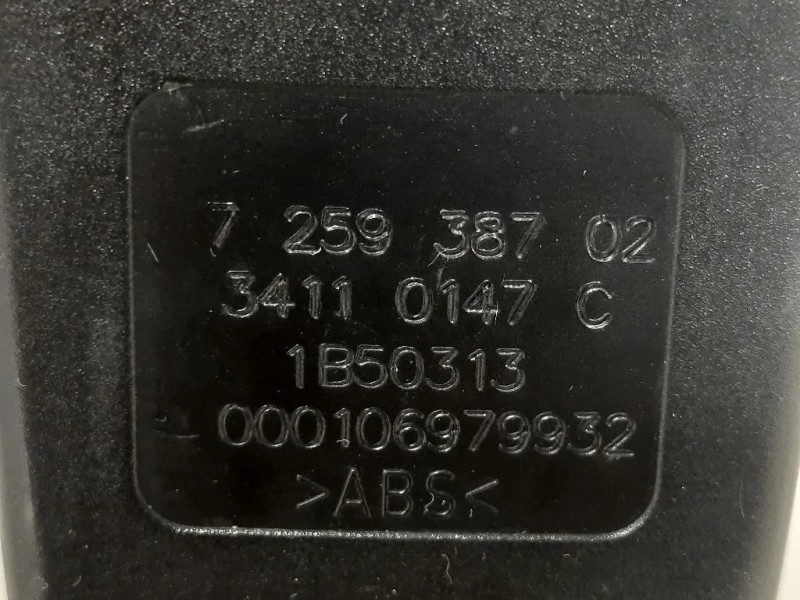 7 259 387 02
3411 0147 C
1B50313
000106979932
>ABS<